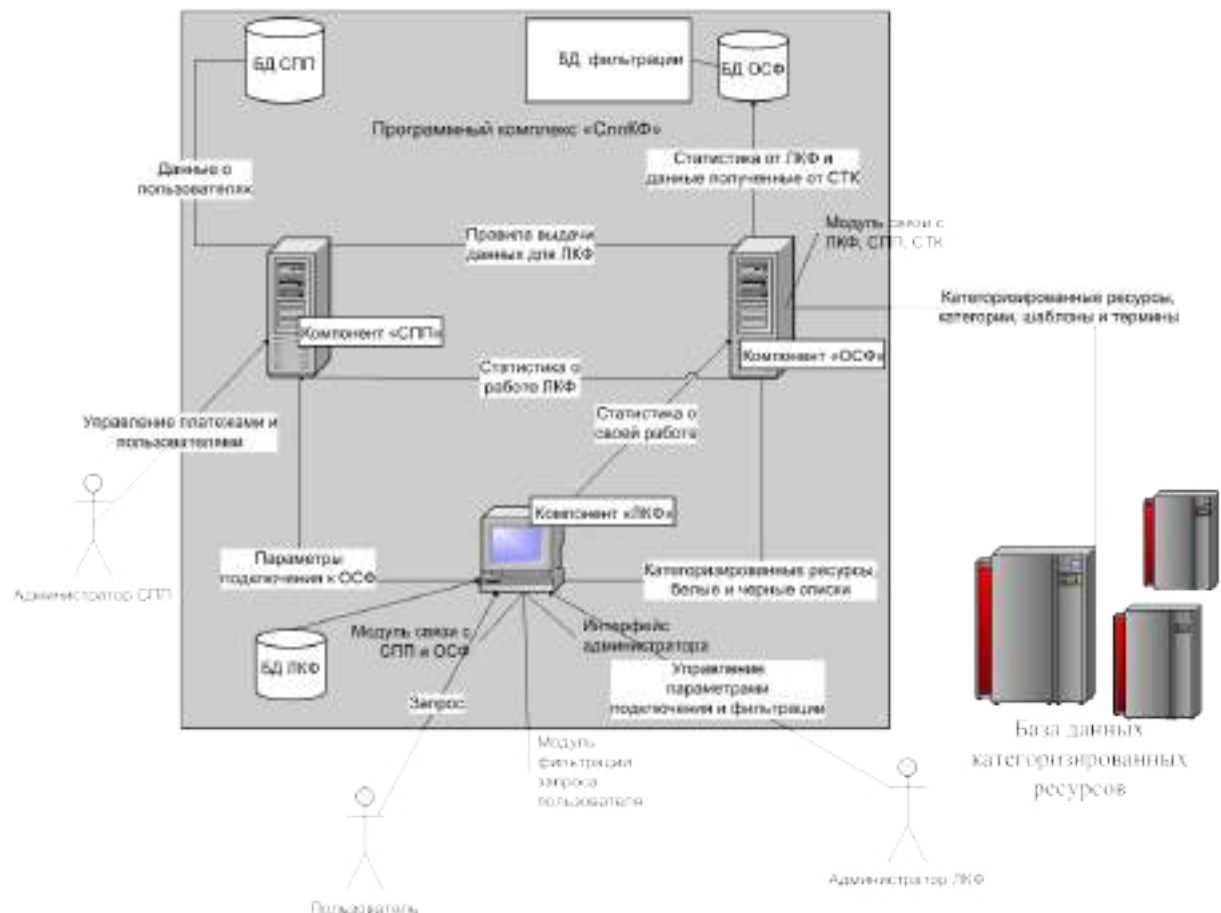 БД СПП
БД фильтрации
БД ОСФ
Программный комплекс «СппКФ»
Данные о
пользователях
Статистика от ЛКФ и
данные полученные от СТК
Правила выдачи
данных для ЛКФ
Модуль связи с
ЛКФ, СПП, СТК
Категоризированные ресурсы,
категории, шаблоны и термины
Компонент «СПП»
Компонент «ОСФ»
Статистика о
работе ЛКФ
Управление платежами и
пользователями
Статистика о
своей работе
Компонент «ЛКФ»
Параметры
подключения к ОСФ
Категоризированные ресурсы,
белые и черные списки
Администратор СПП
БД ЛКФ
Модуль связи с
СПП и ОСФ
Интерфейс
администратора
Запрос
Управление
параметрами
подключения и фильтрации
Модуль
фильтрации
запроса
пользователя
База данных
категоризированных
ресурсов
Администратор ЛКФ
Пользователь